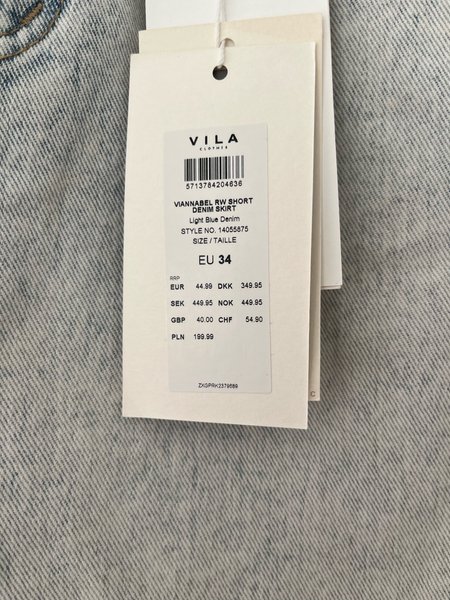 VILA
CLOTHES
5713784204636
VIANNABEL RW SHORT
DENIM SKIRT
Light Blue Denim
STYLE NO. 14055875
SIZE / TAILLE
EU 34
RRP
EUR 44.99 DKK 349.95
SEK 449.95 NOK 449.95
GBP 40.00 CHF 54.90
PLN 199.99
ZXGPRK2379689
C